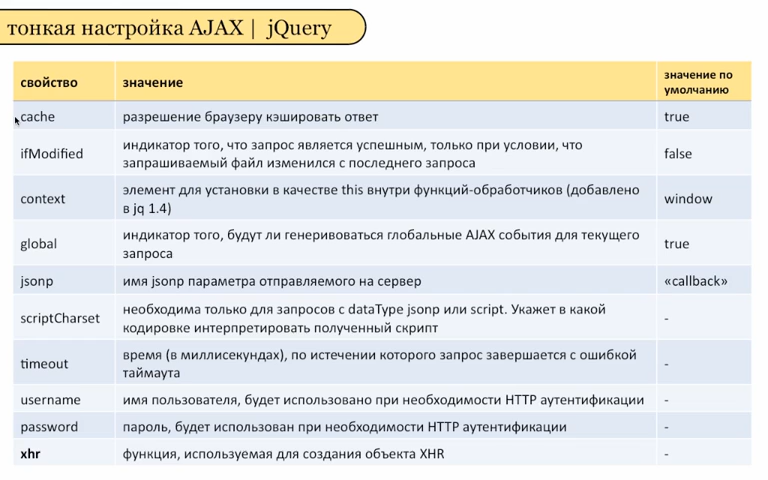 тонкая настройка AJAX | jQuery
свойство
значение
значение по
умолчанию
cache
разрешение браузеру кэшировать ответ
true
ifModified
индикатор того, что запрос является успешным, только при условии, что
запрашиваемый файл изменился с последнего запроса
false
context
элемент для установки в качестве this внутри функций-обработчиков (добавлено
в jq 1.4)
window
global
индикатор того, будут ли генеривоваться глобальные AJAX события для текущего
запроса
true
jsonp
имя jsonp параметра отправляемого на сервер
«callback»
scriptCharset
необходима только для запросов с dataType jsonp или script. Укажет в какой
кодировке интерпретировать полученный скрипт
-
timeout
время (в миллисекундах), по истечении которого запрос завершается с ошибкой
таймаута
-
username
имя пользователя, будет использовано при необходимости HTTP аутентификации
-
password
пароль, будет использован при необходимости HTTP аутентификации
-
xhr
функция, используемая для создания объекта XHR
-